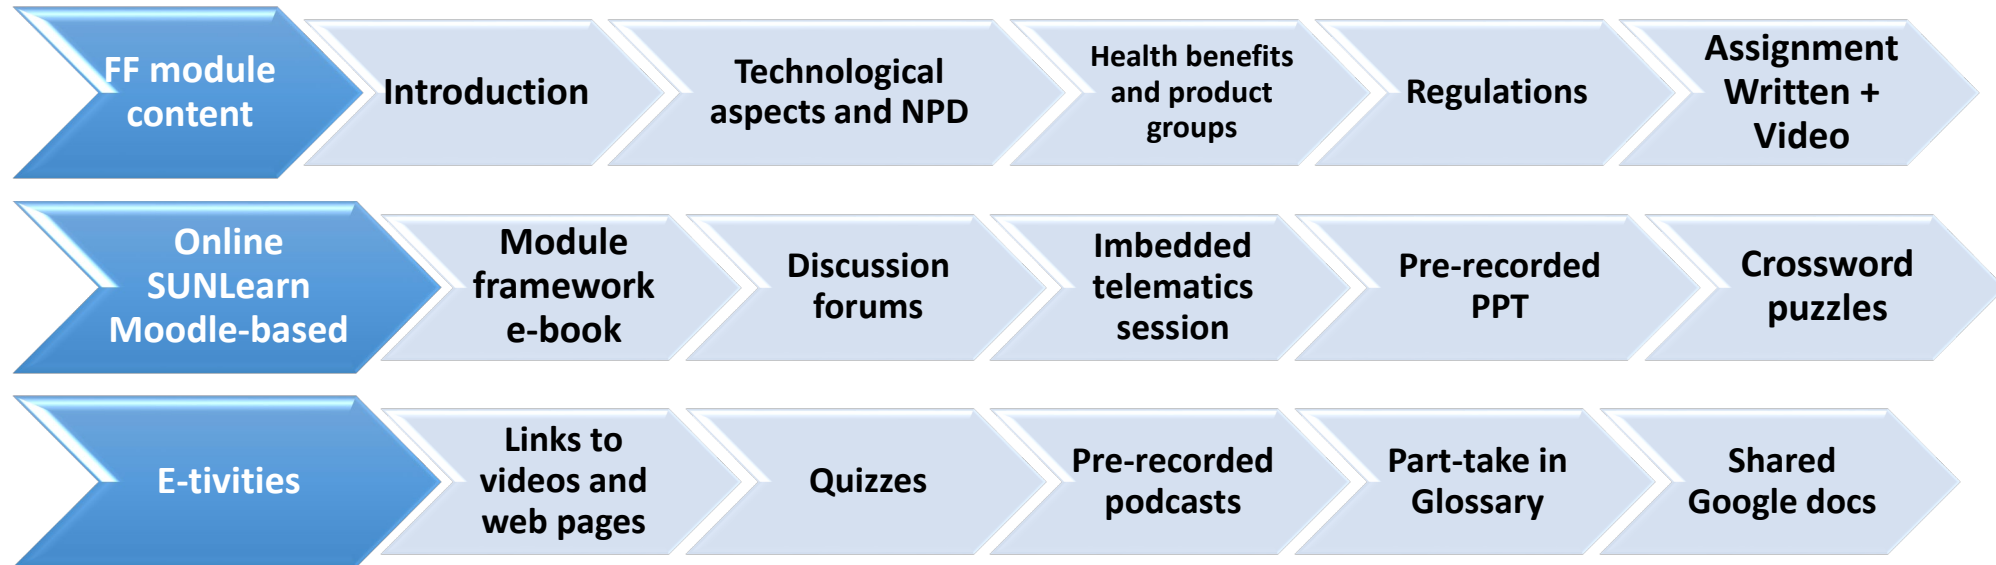 FF module
content
Introduction
Technological
aspects and NPD
Health benefits
and product
groups
Regulations
Assignment
Written +
Video
Online
SUNLearn
Moodle-based
Module
framework
e-book
Discussion
forums
Imbedded
telematics
session
Pre-recorded
PPT
Crossword
puzzles
E-tivities
Links to
videos and
web pages
Quizzes
Pre-recorded
podcasts
Part-take in
Glossary
Shared
Google docs